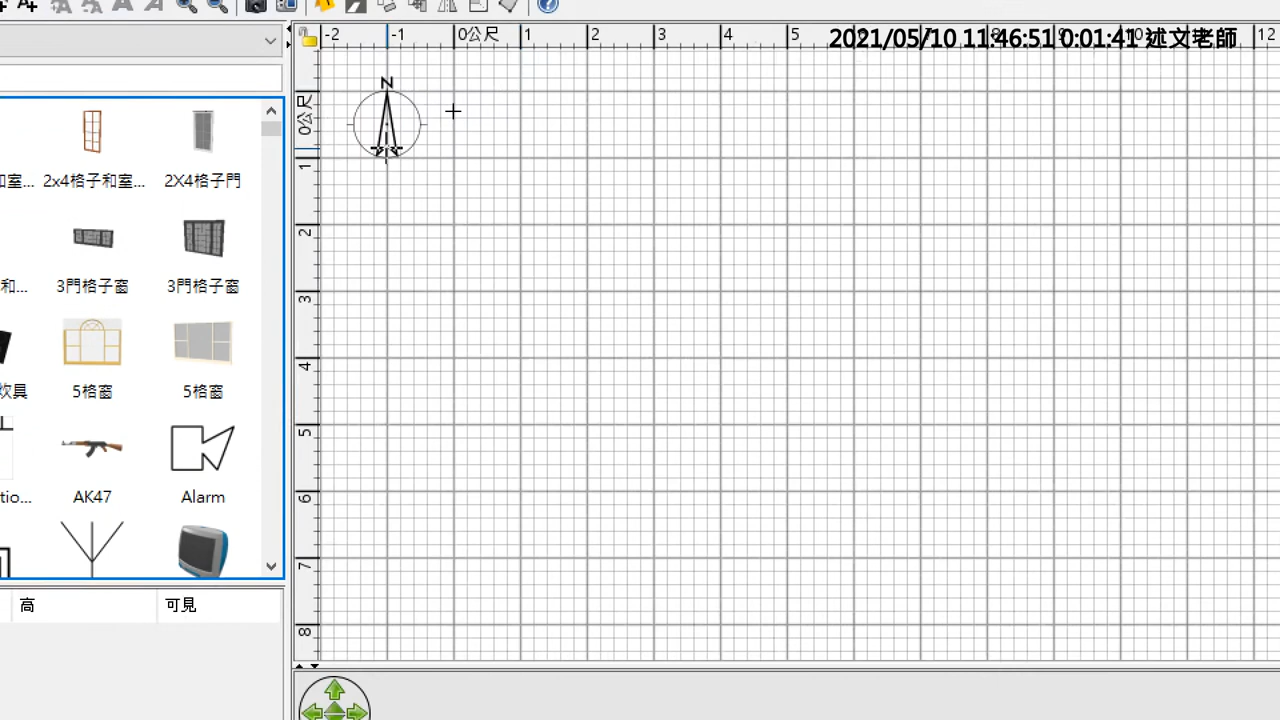 -2 -1 0公尺 1 2 3 4 5 12
2021/05/10 11:46:51 0:01:41 述文老師
N
0公尺
1
2
3
4
5
6
7
8
和室... 2x4格子和室... 2X4格子門
和... 3門格子窗 3門格子窗
炊具 5格窗 5格窗
tio... AK47 Alarm
高 可見